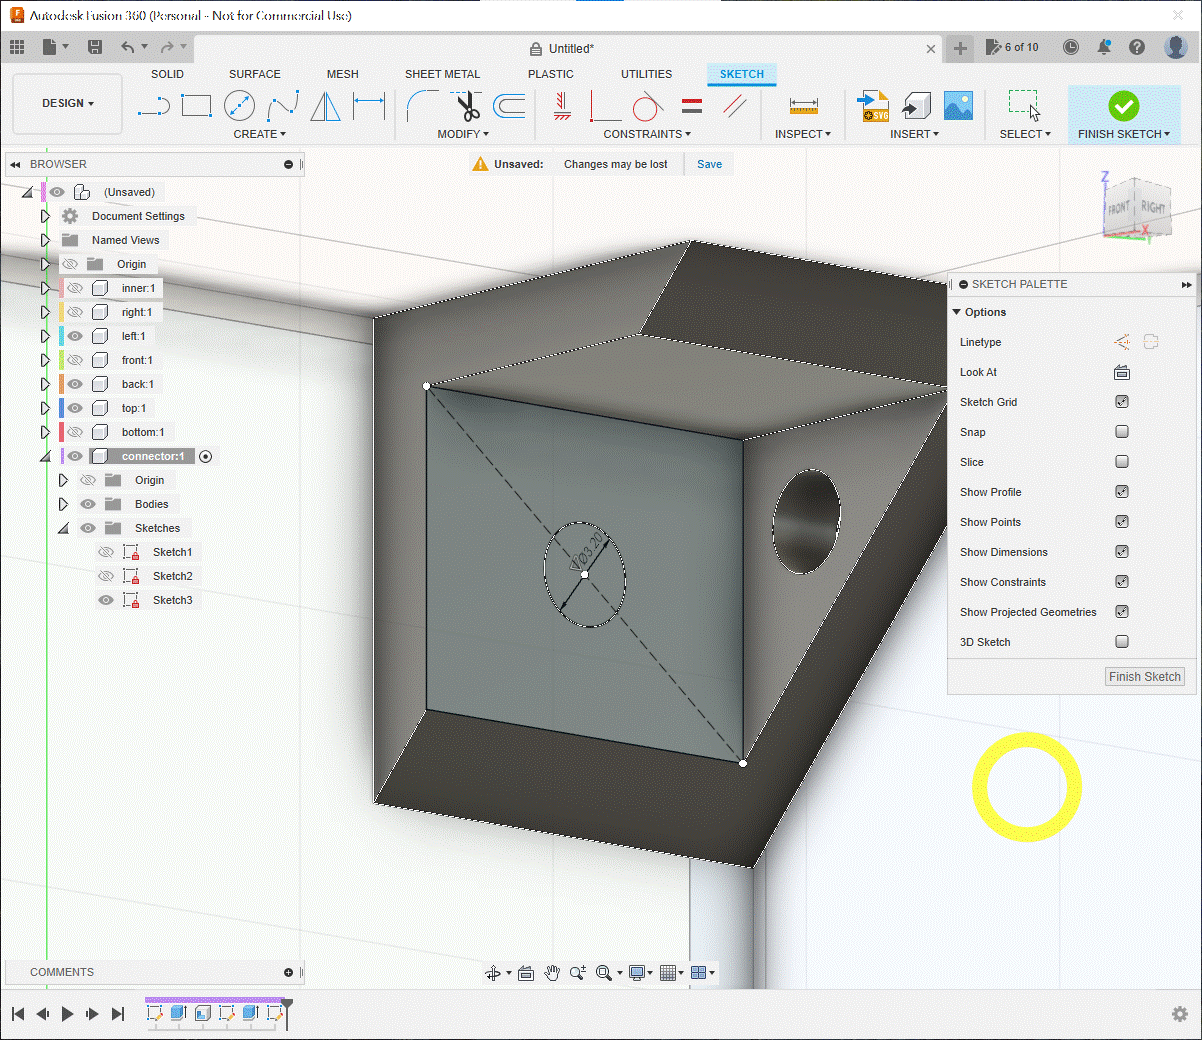 Autodesk Fusion 360 (Personal - Not for Commercial Use)
Untitled*
6 of 10
SOLID SURFACE MESH SHEET METAL PLASTIC UTILITIES SKETCH
DESIGN
SVG
CREATE MODIFY CONSTRAINTS INSPECT INSERT SELECT FINISH SKETCH
BROWSER
Unsaved: Changes may be lost Save
(Unsaved)
Document Settings
Named Views
Origin
inner:1
right:1
left:1
front:1
back:1
top:1
bottom:1
connector:1
Origin
Bodies
Sketches
Sketch1
Sketch2
Sketch3
Z
FRONT RIGHT
X
Y
Ø3.20
SKETCH PALETTE
Options
Linetype
Look At
Sketch Grid
Snap
Slice
Show Profile
Show Points
Show Dimensions
Show Constraints
Show Projected Geometries
3D Sketch
Finish Sketch
COMMENTS